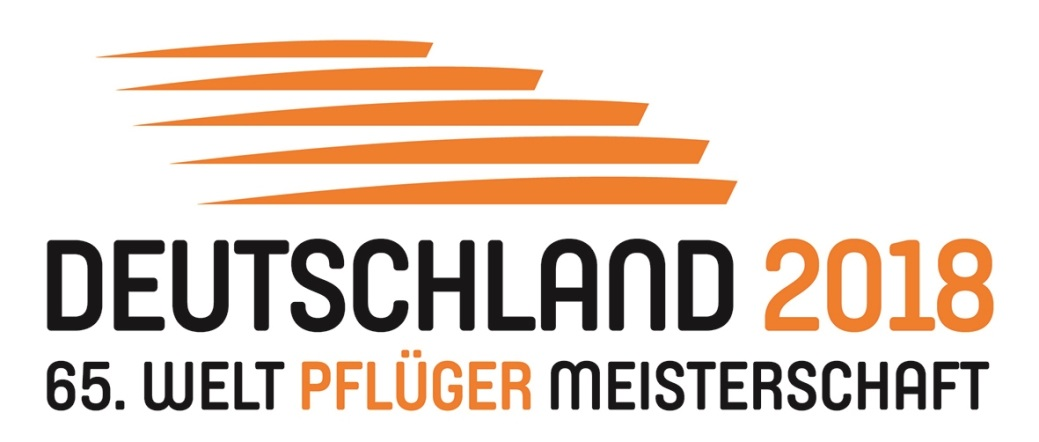 DEUTSCHLAND 2018
65. WELT PFLÜGER MEISTERSCHAFT